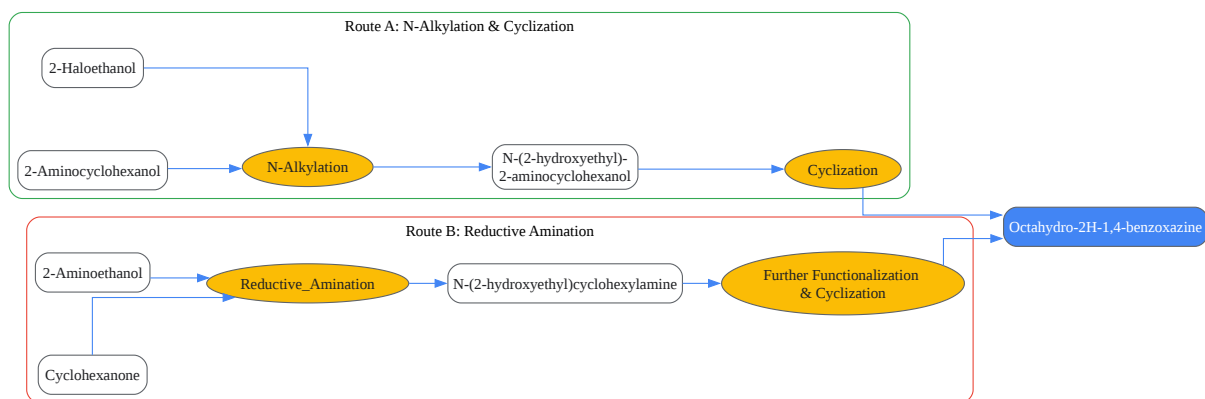 Route A: N-Alkylation & Cyclization
2-Haloethanol
2-Aminocyclohexanol
N-Alkylation
N-(2-hydroxyethyl)-
2-aminocyclohexanol
Cyclization
Octahydro-2H-1,4-benzoxazine
Route B: Reductive Amination
2-Aminoethanol
Reductive_Amination
N-(2-hydroxyethyl)cyclohexylamine
Further Functionalization
& Cyclization
Cyclohexanone